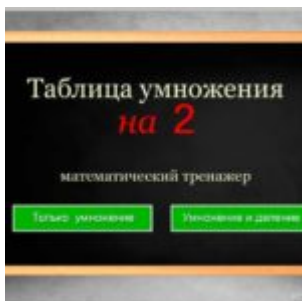 Таблица умножения
на 2
математический тренажер
Только умножение
Умножение и деление